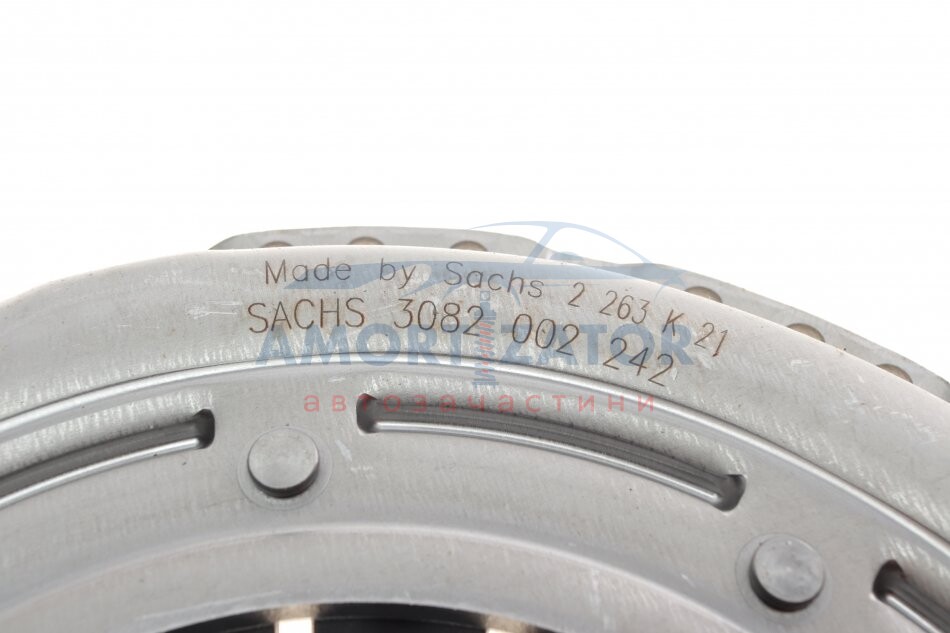 Made by Sachs 2 263 K 21
SACHS 3082 002 242
AMORTIZATOR
автозапчастини